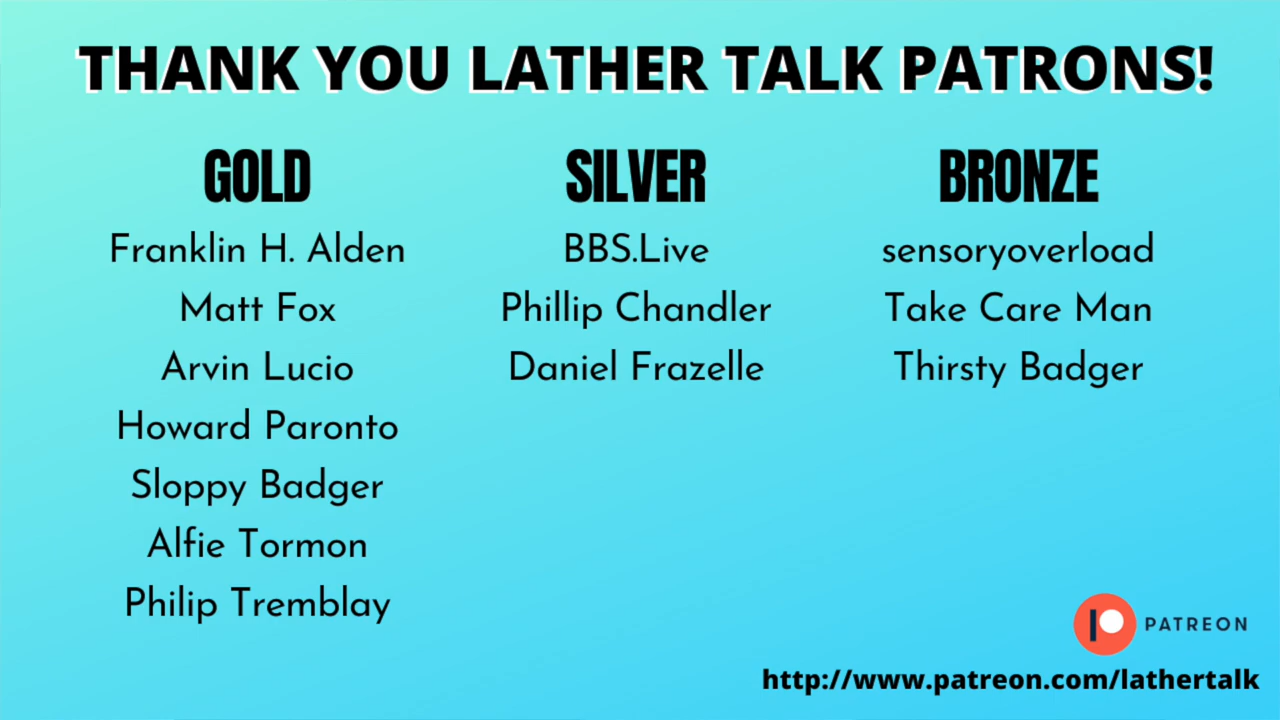 THANK YOU LATHER TALK PATRONS!
GOLD
Franklin H. Alden
Matt Fox
Arvin Lucio
Howard Paronto
Sloppy Badger
Alfie Tormon
Philip Tremblay
SILVER
BBS.Live
Phillip Chandler
Daniel Frazelle
BRONZE
sensoryoverload
Take Care Man
Thirsty Badger
PATREON
http://www.patreon.com/lathertalk